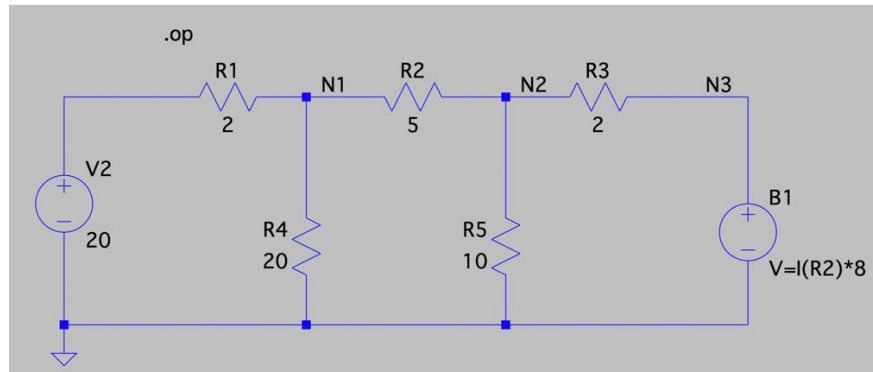 .op
R1
N1
R2
N2
R3
N3
2
5
2
V2
+
−
20
R4
20
R5
10
B1
+
−
V=I(R2)*8